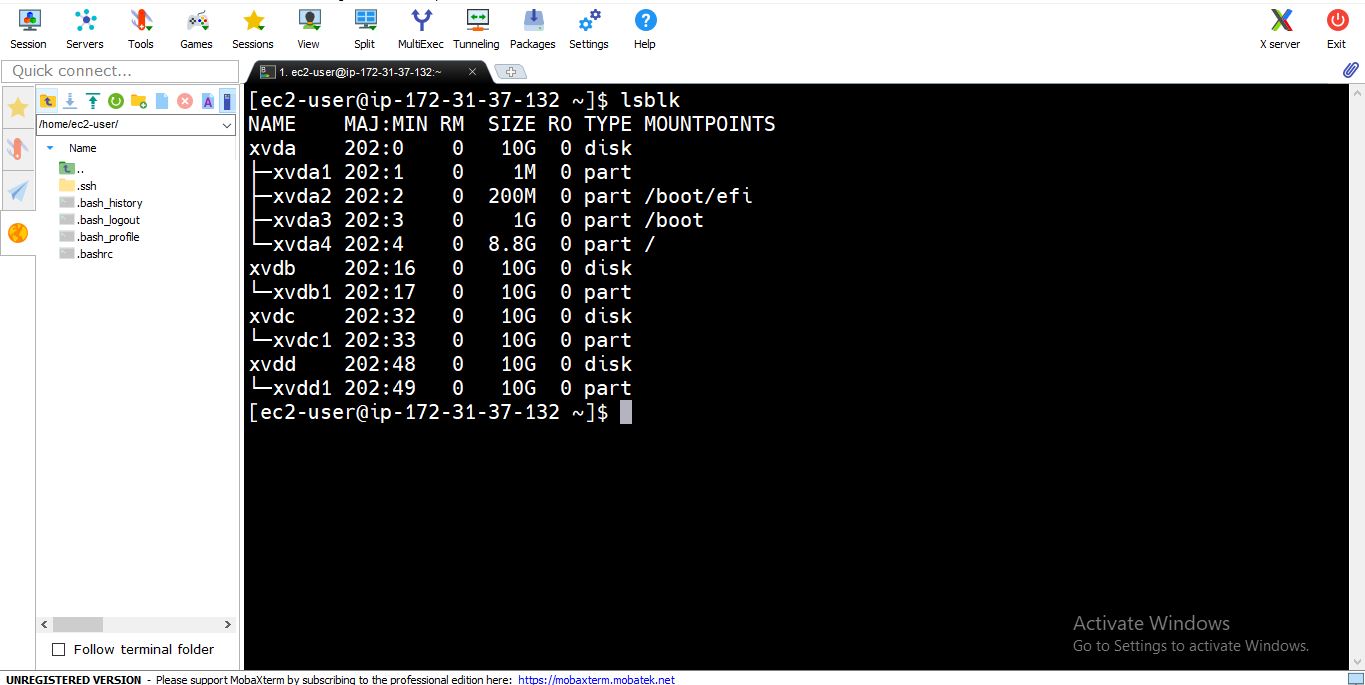 Session Servers Tools Games Sessions View Split MultiExec Tunneling Packages Settings Help X server Exit
Quick connect...
1. ec2-user@ip-172-31-37-132:~
/home/ec2-user/
Name
..
.ssh
.bash_history
.bash_logout
.bash_profile
.bashrc
Follow terminal folder
[ec2-user@ip-172-31-37-132 ~]$ lsblk
NAME MAJ:MIN RM SIZE RO TYPE MOUNTPOINTS
xvda 202:0 0 10G 0 disk
├─xvda1 202:1 0 1M 0 part
├─xvda2 202:2 0 200M 0 part /boot/efi
├─xvda3 202:3 0 1G 0 part /boot
└─xvda4 202:4 0 8.8G 0 part /
xvdb 202:16 0 10G 0 disk
└─xvdb1 202:17 0 10G 0 part
xvdc 202:32 0 10G 0 disk
└─xvdc1 202:33 0 10G 0 part
xvdd 202:48 0 10G 0 disk
└─xvdd1 202:49 0 10G 0 part
[ec2-user@ip-172-31-37-132 ~]$
Activate Windows
Go to Settings to activate Windows.
UNREGISTERED VERSION - Please support MobaXterm by subscribing to the professional edition here: https://mobaxterm.mobatek.net